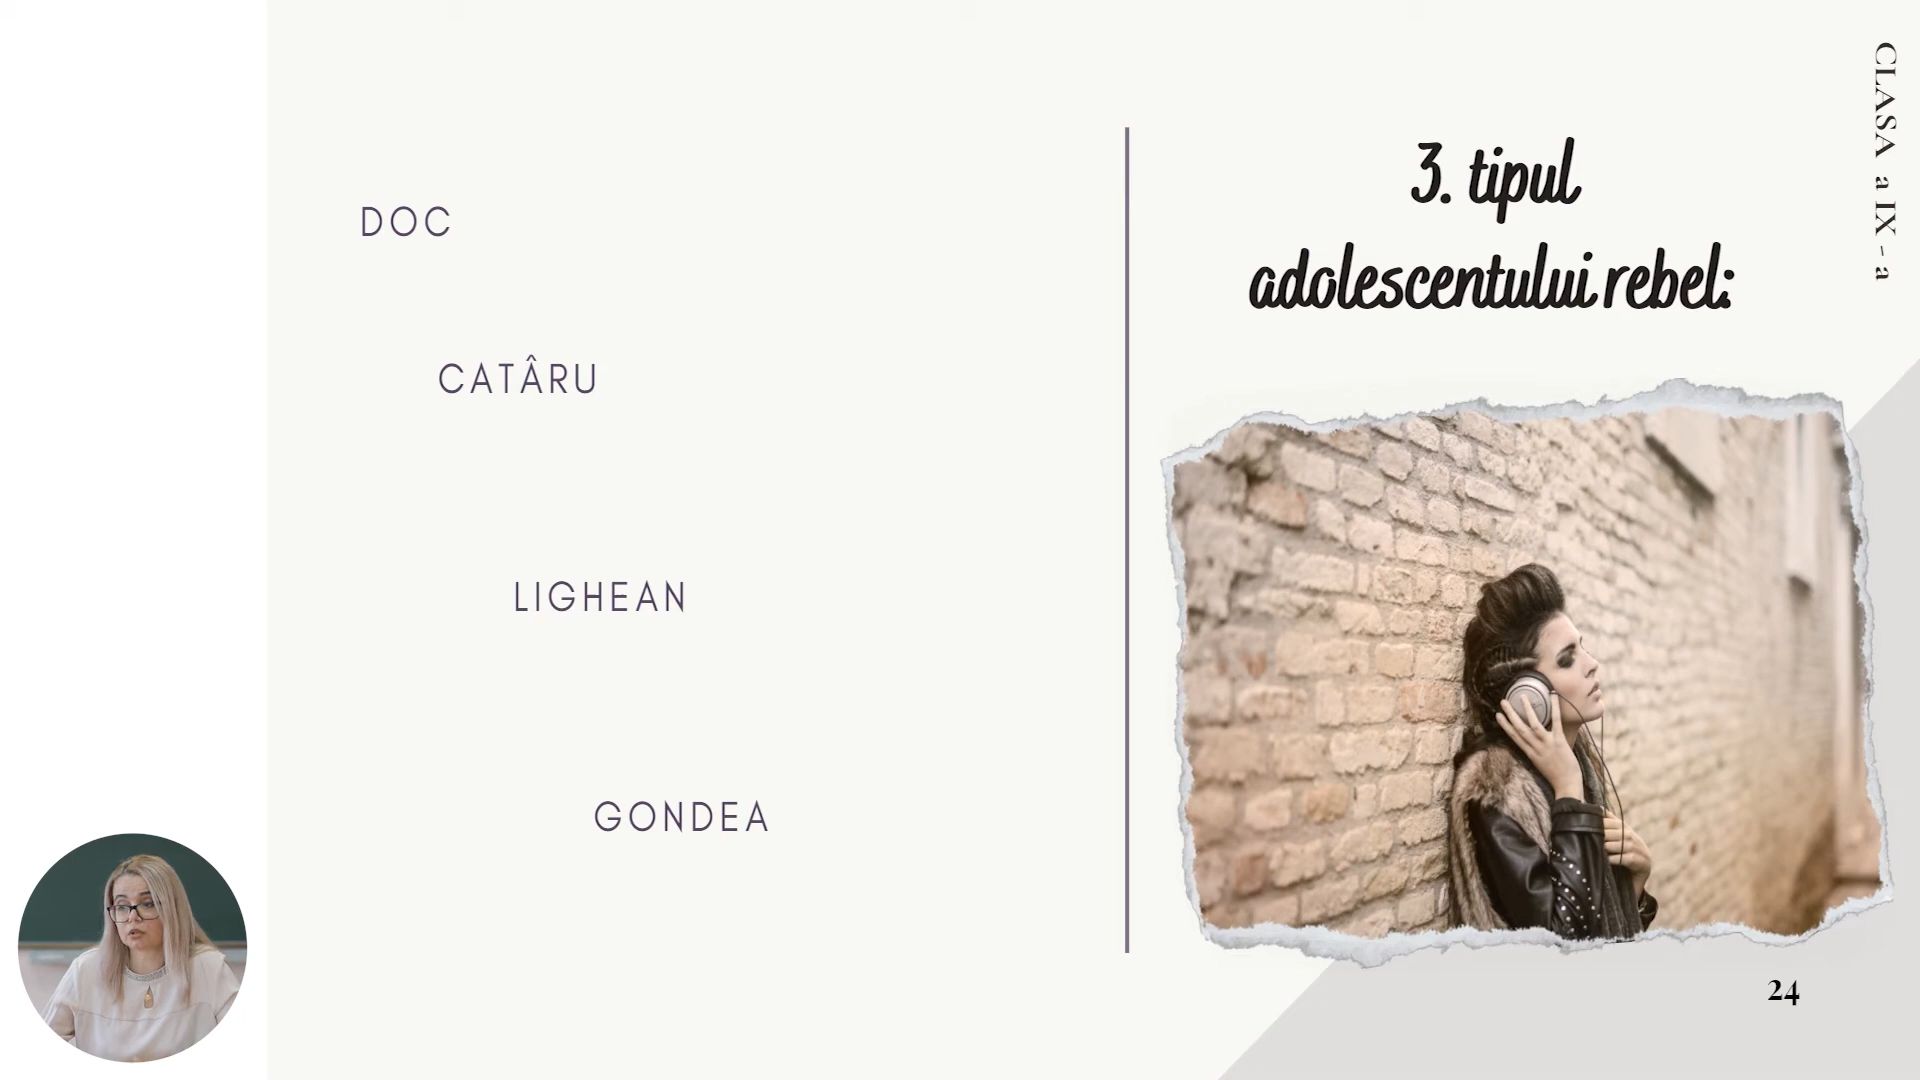 DOC
CATÂRU
LIGHEAN
GONDEA
3. tipul
adolescentului rebel:
CLASA a IX - a
24